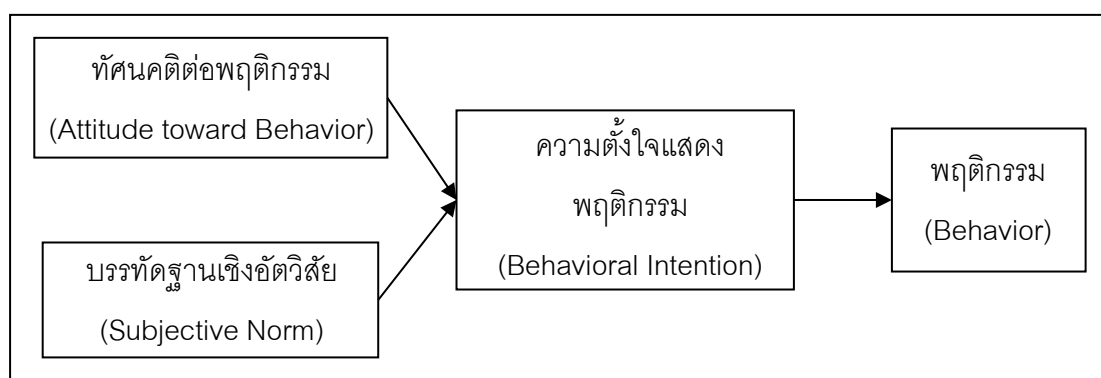 ทัศนคติต่อพฤติกรรม
(Attitude toward Behavior)
บรรทัดฐานเชิงอัตวิสัย
(Subjective Norm)
ความตั้งใจแสดง
พฤติกรรม
(Behavioral Intention)
พฤติกรรม
(Behavior)